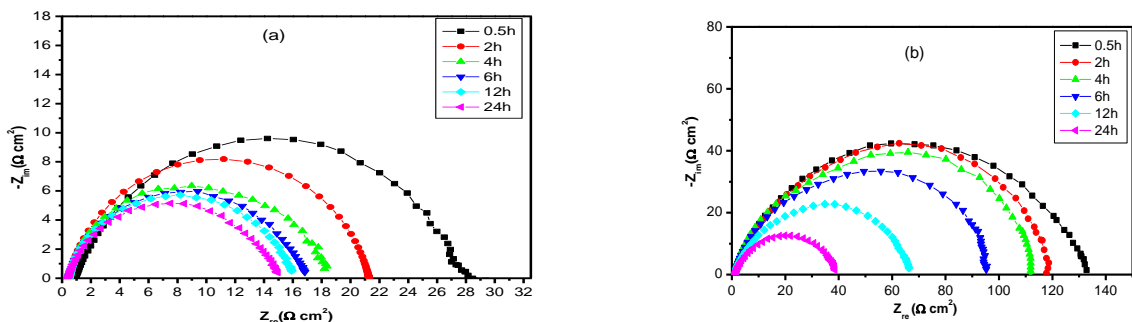 18
16
14
12
10
8
6
4
2
0
-Z_im(Ω cm²)
(a)
0.5h
2h
4h
6h
12h
24h
0 2 4 6 8 10 12 14 16 18 20 22 24 26 28 30 32
Z_re(Ω cm²)
80
60
40
20
0
-Z_im(Ω cm²)
(b)
0.5h
2h
4h
6h
12h
24h
0 20 40 60 80 100 120 140
Z_re(Ω cm²)